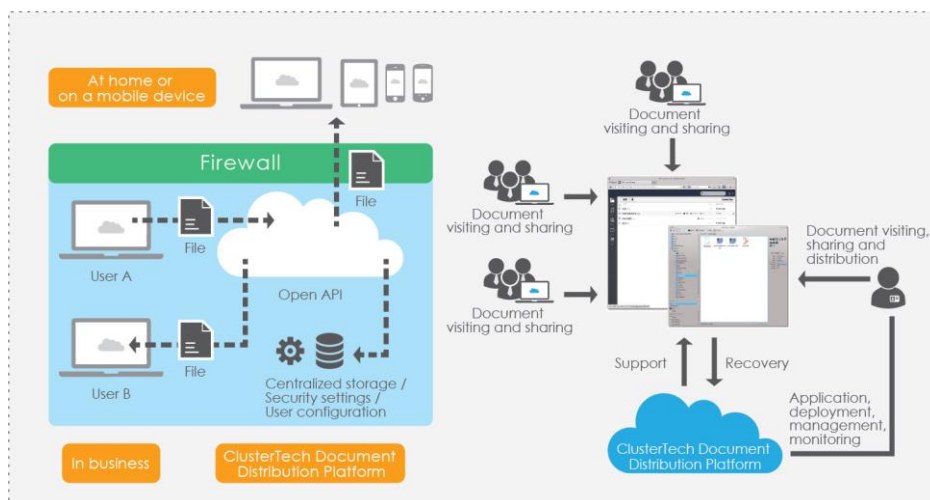 At home or
on a mobile device
Firewall
File
File
User A
Open API
File
User B
Centralized storage /
Security settings /
User configuration
In business
ClusterTech Document
Distribution Platform
Document
visiting and sharing
Document
visiting and sharing
Document
visiting and sharing
Document visiting,
sharing and
distribution
Support
Recovery
Application,
deployment,
management,
monitoring
ClusterTech Document
Distribution Platform